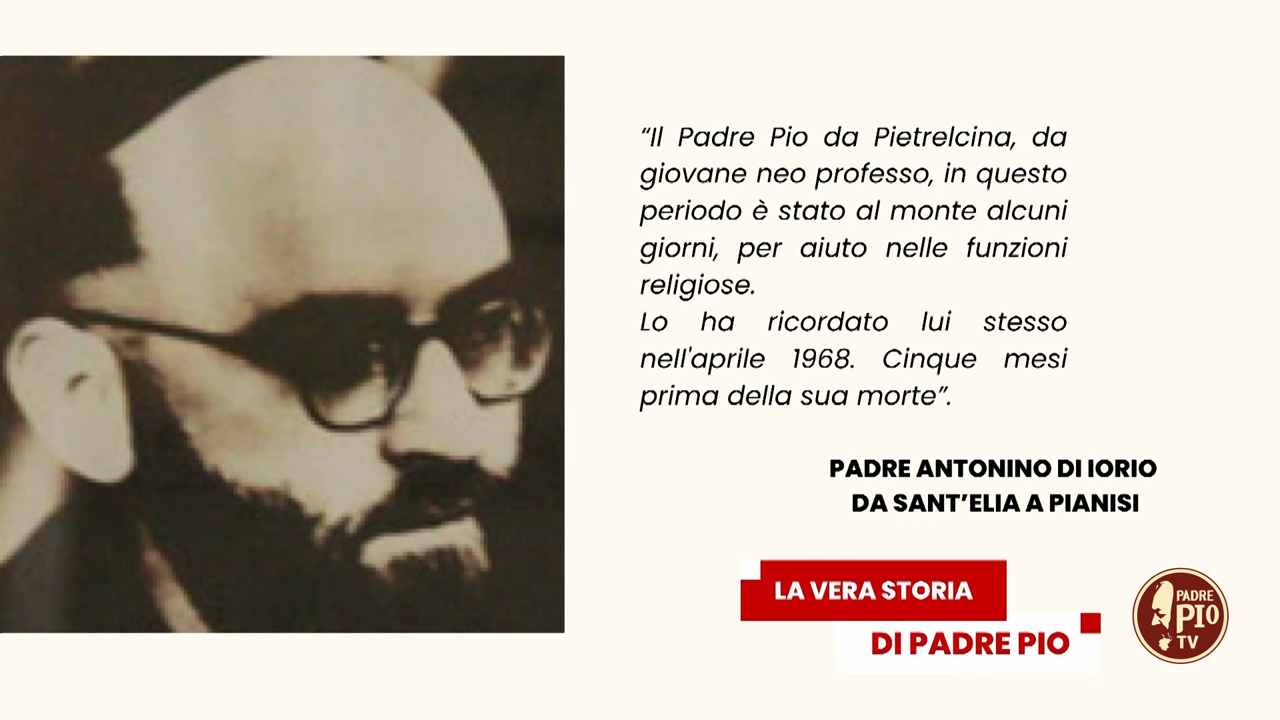 “Il Padre Pio da Pietrelcina, da
giovane neo professo, in questo
periodo è stato al monte alcuni
giorni, per aiuto nelle funzioni
religiose.
Lo ha ricordato lui stesso
nell'aprile 1968. Cinque mesi
prima della sua morte”.
PADRE ANTONINO DI IORIO
DA SANT’ELIA A PIANISI
LA VERA STORIA
DI PADRE PIO
PADRE
PIO
TV